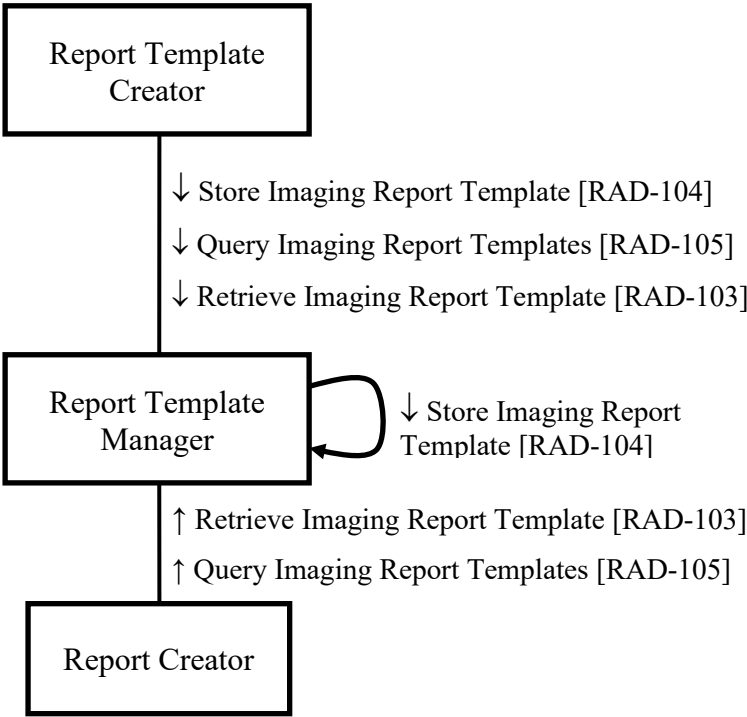 Report Template
Creator
↓ Store Imaging Report Template [RAD-104]
↓ Query Imaging Report Templates [RAD-105]
↓ Retrieve Imaging Report Template [RAD-103]
Report Template
Manager
↓ Store Imaging Report
Template [RAD-104]
↑ Retrieve Imaging Report Template [RAD-103]
↑ Query Imaging Report Templates [RAD-105]
Report Creator